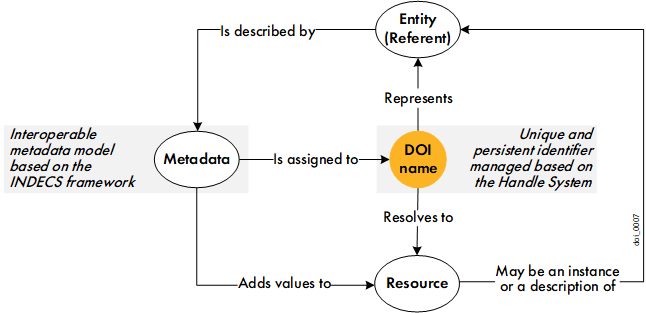 Entity
(Referent)
Is described by
Represents
Interoperable
metadata model
based on the
INDECS framework
Metadata
Is assigned to
DOI
name
Unique and
persistent identifier
managed based on
the Handle System
Resolves to
doi_0007
Adds values to
Resource
May be an instance
or a description of